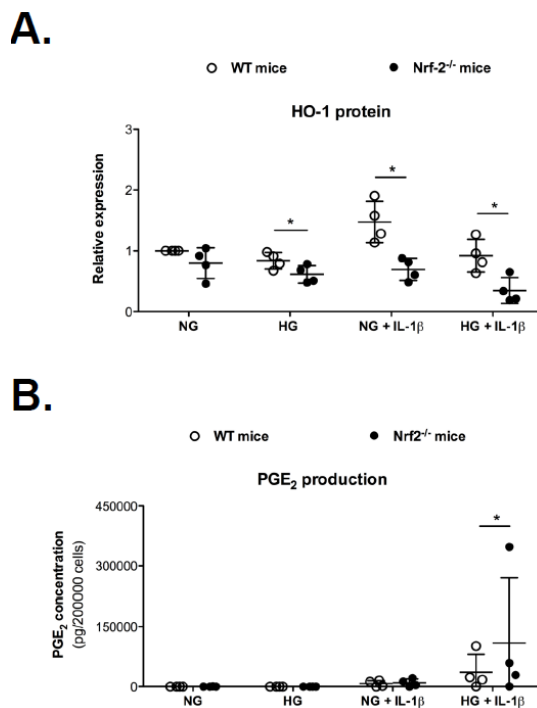 A.
WT mice Nrf-2-/- mice
HO-1 protein
Relative expression
3
2
1
0
* * *
NG HG NG + IL-1β HG + IL-1β
B.
WT mice Nrf2-/- mice
PGE2 production
PGE2 concentration
(pg/200000 cells)
450000
300000
150000
0
*
NG HG NG + IL-1β HG + IL-1β